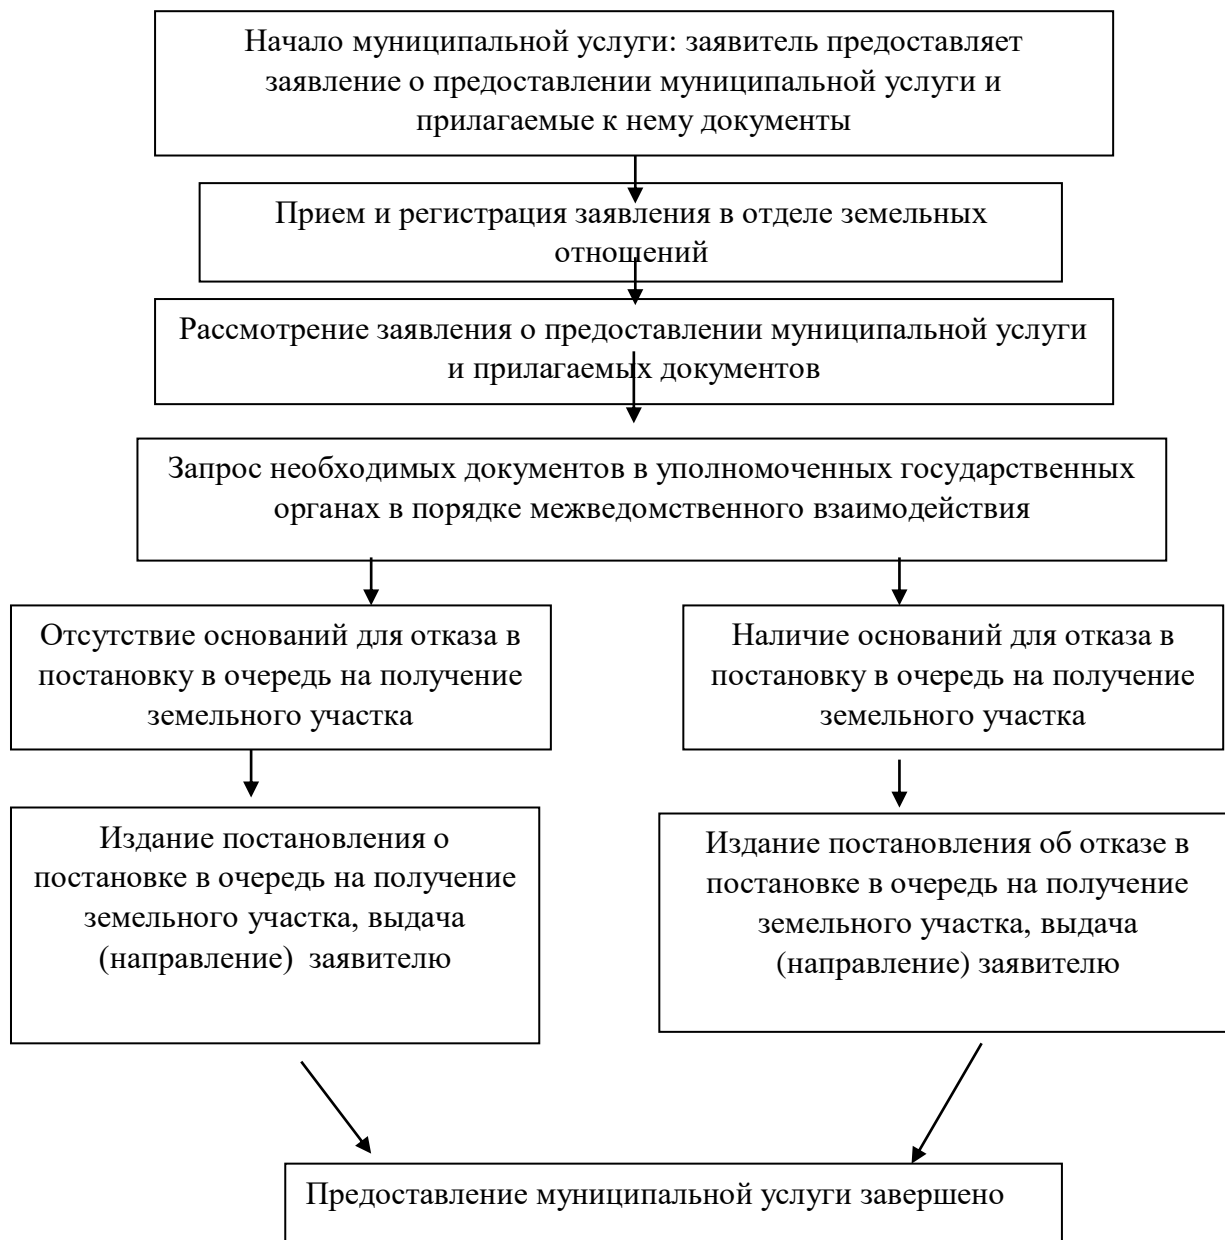 Начало муниципальной услуги: заявитель предоставляет
заявление о предоставлении муниципальной услуги и
прилагаемые к нему документы
Прием и регистрация заявления в отделе земельных
отношений
Рассмотрение заявления о предоставлении муниципальной услуги
и прилагаемых документов
Запрос необходимых документов в уполномоченных государственных
органах в порядке межведомственного взаимодействия
Отсутствие оснований для отказа в
постановку в очередь на получение
земельного участка
Наличие оснований для отказа в
постановку в очередь на получение
земельного участка
Издание постановления о
постановке в очередь на получение
земельного участка, выдача
(направление) заявителю
Издание постановления об отказе в
постановке в очередь на получение
земельного участка, выдача
(направление) заявителю
Предоставление муниципальной услуги завершено